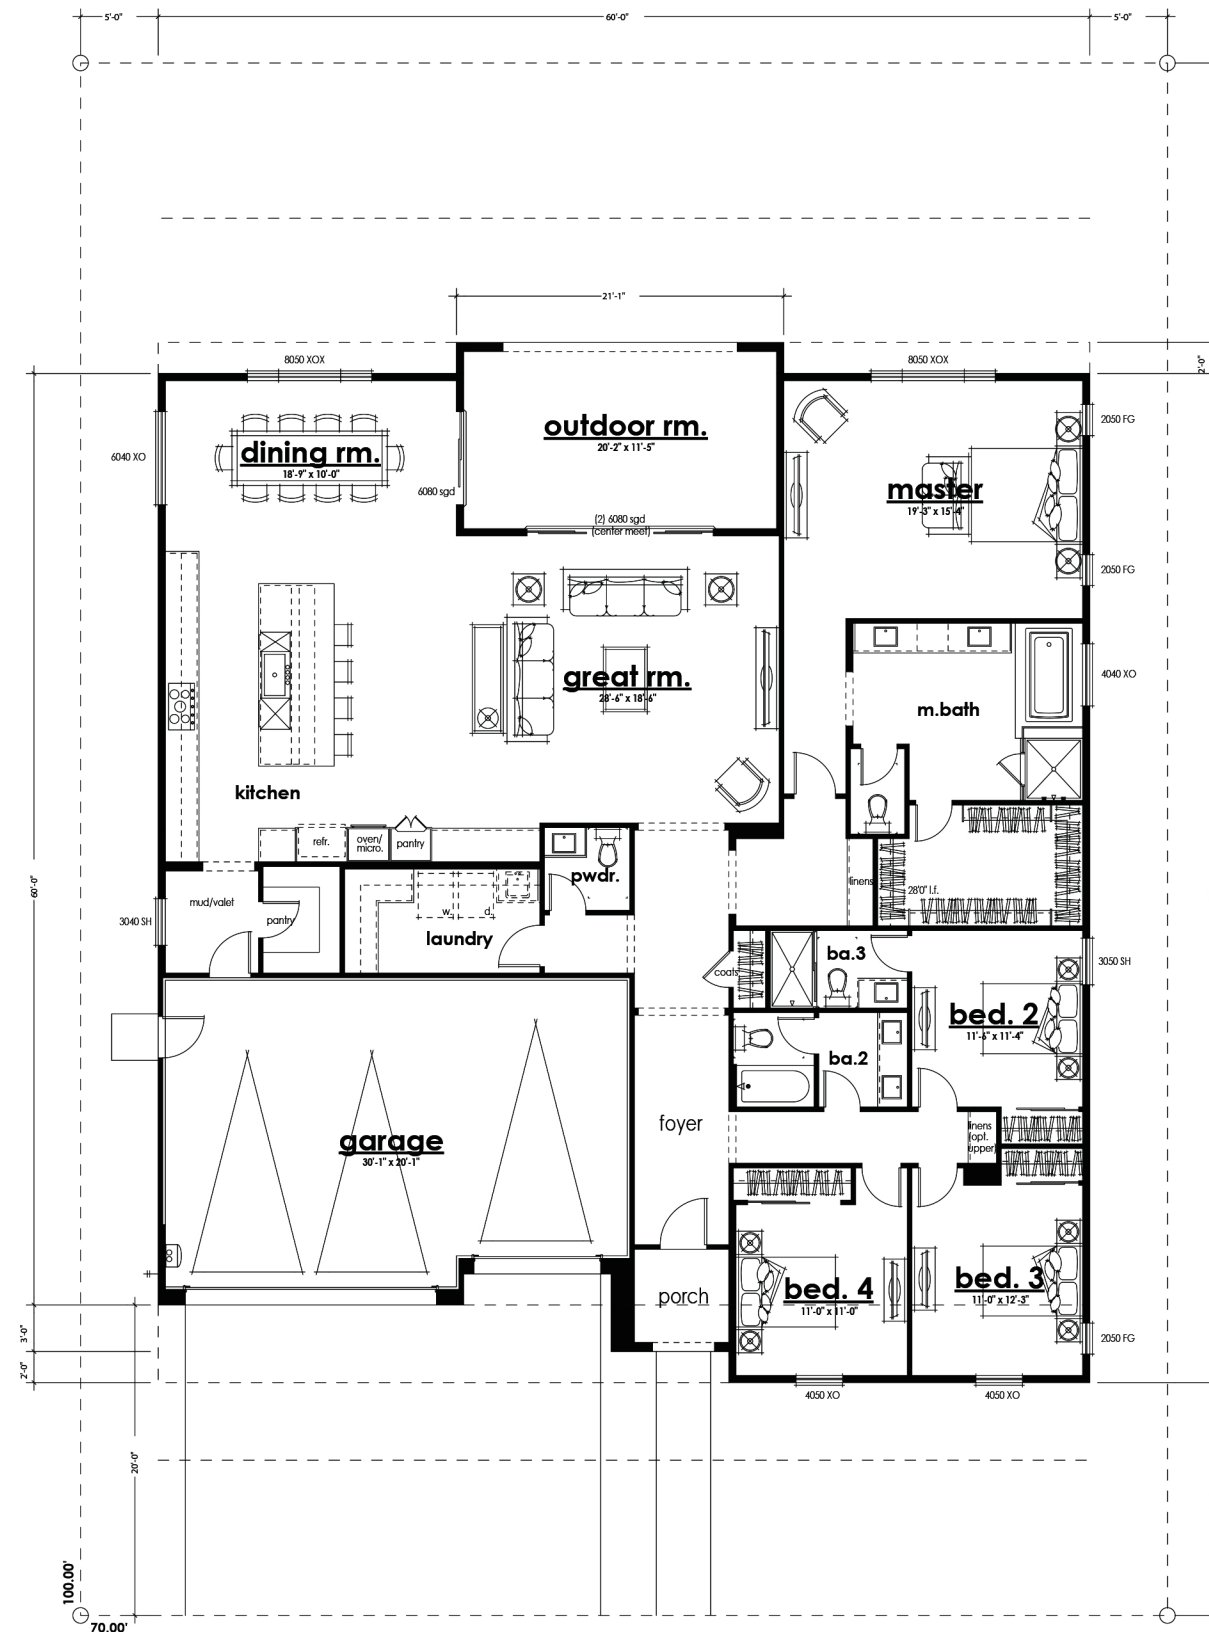 5'-0"
60'-0"
5'-0"
21'-1"
2'-0"
8050 XOX
8050 XOX
2050 FG
outdoor rm.
20'-2" x 11'-5"
6040 XO
dining rm.
18'-9" x 10'-0"
6080 sgd
master
19'-3" x 15'-4"
(2) 6080 sgd
(center meet)
2050 FG
great rm.
28'-6" x 18'-6"
4040 XO
m.bath
kitchen
refr.
oven/
micro.
pantry
pwdr.
linens
28'0" l.f.
60'-0"
mud/valet
pantry
w.
d.
3040 SH
laundry
ba.3
3050 SH
coats
bed. 2
11'-6" x 11'-4"
ba.2
foyer
linens
(opt.
upper)
garage
30'-1" x 20'-1"
bed. 3
11'-0" x 12'-3"
bed. 4
11'-0" x 11'-0"
porch
3'-0"
2'-0"
2050 FG
4050 XO
4050 XO
20'-0"
100.00'
70.00'